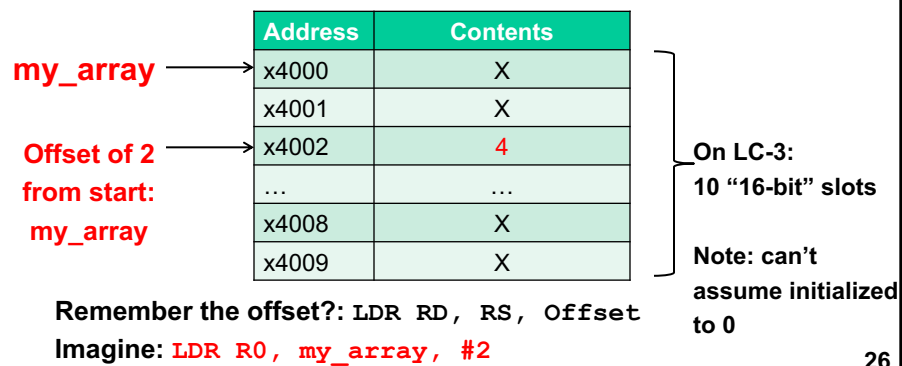 Address Contents
my_array x4000 X
x4001 X
Offset of 2 x4002 4
from start:
my_array
… …
x4008 X
x4009 X
On LC-3:
10 “16-bit” slots
Note: can’t
assume initialized
to 0
Remember the offset?: LDR RD, RS, Offset
Imagine: LDR R0, my_array, #2
26